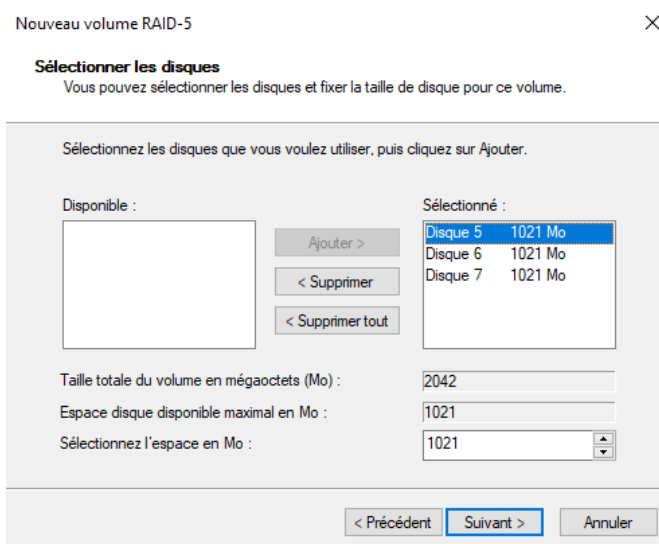 Nouveau volume RAID-5
Sélectionner les disques
Vous pouvez sélectionner les disques et fixer la taille de disque pour ce volume.
Sélectionnez les disques que vous voulez utiliser, puis cliquez sur Ajouter.
Disponible :
Sélectionné :
Ajouter >
< Supprimer
< Supprimer tout
Disque 5 1021 Mo
Disque 6 1021 Mo
Disque 7 1021 Mo
Taille totale du volume en mégaoctets (Mo) : 2042
Espace disque disponible maximal en Mo : 1021
Sélectionnez l'espace en Mo : 1021
< Précédent Suivant > Annuler